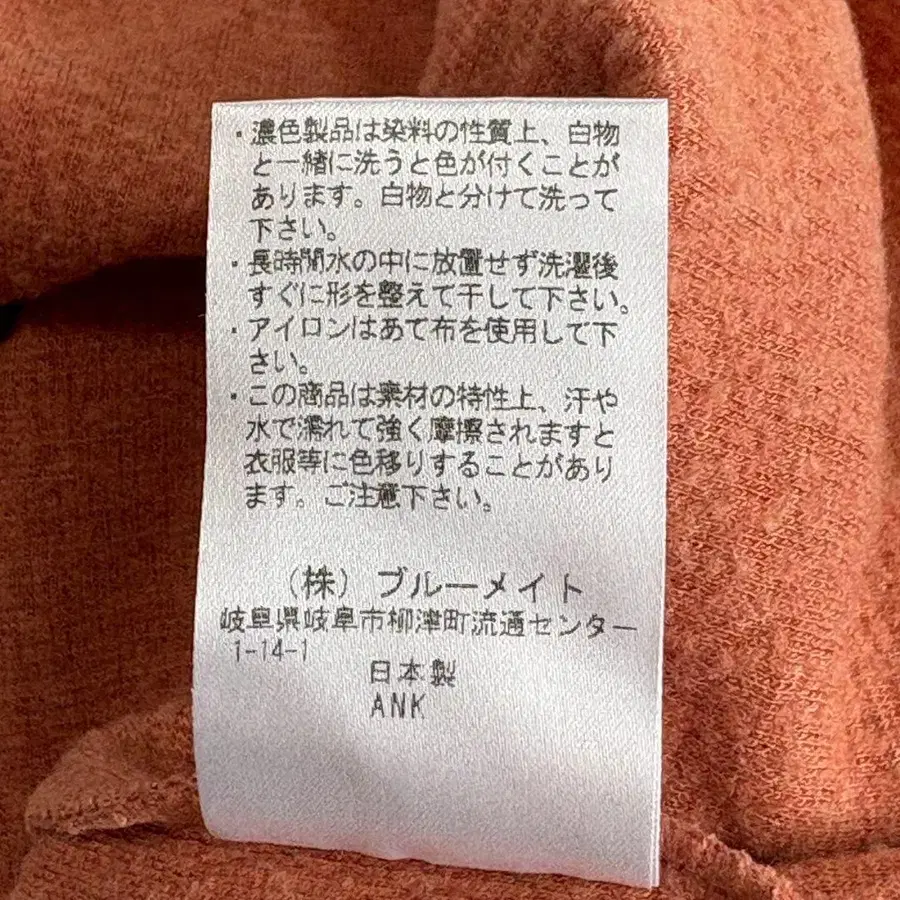 ・濃色製品は染料の性質上、白物
と一緒に洗うと色が付くことが
あります。白物と分けて洗って
下さい。
・長時間水の中に放置せず洗濯後
すぐに形を整えて干して下さい。
・アイロンはあて布を使用して下
さい。
・この商品は素材の特性上、汗や
水で濡れて強く摩擦されますと
衣服等に色移りすることがあり
ます。ご注意下さい。
（株）ブルーメイト
岐阜県岐阜市柳津町流通センター
1-14-1
日本製
ANK